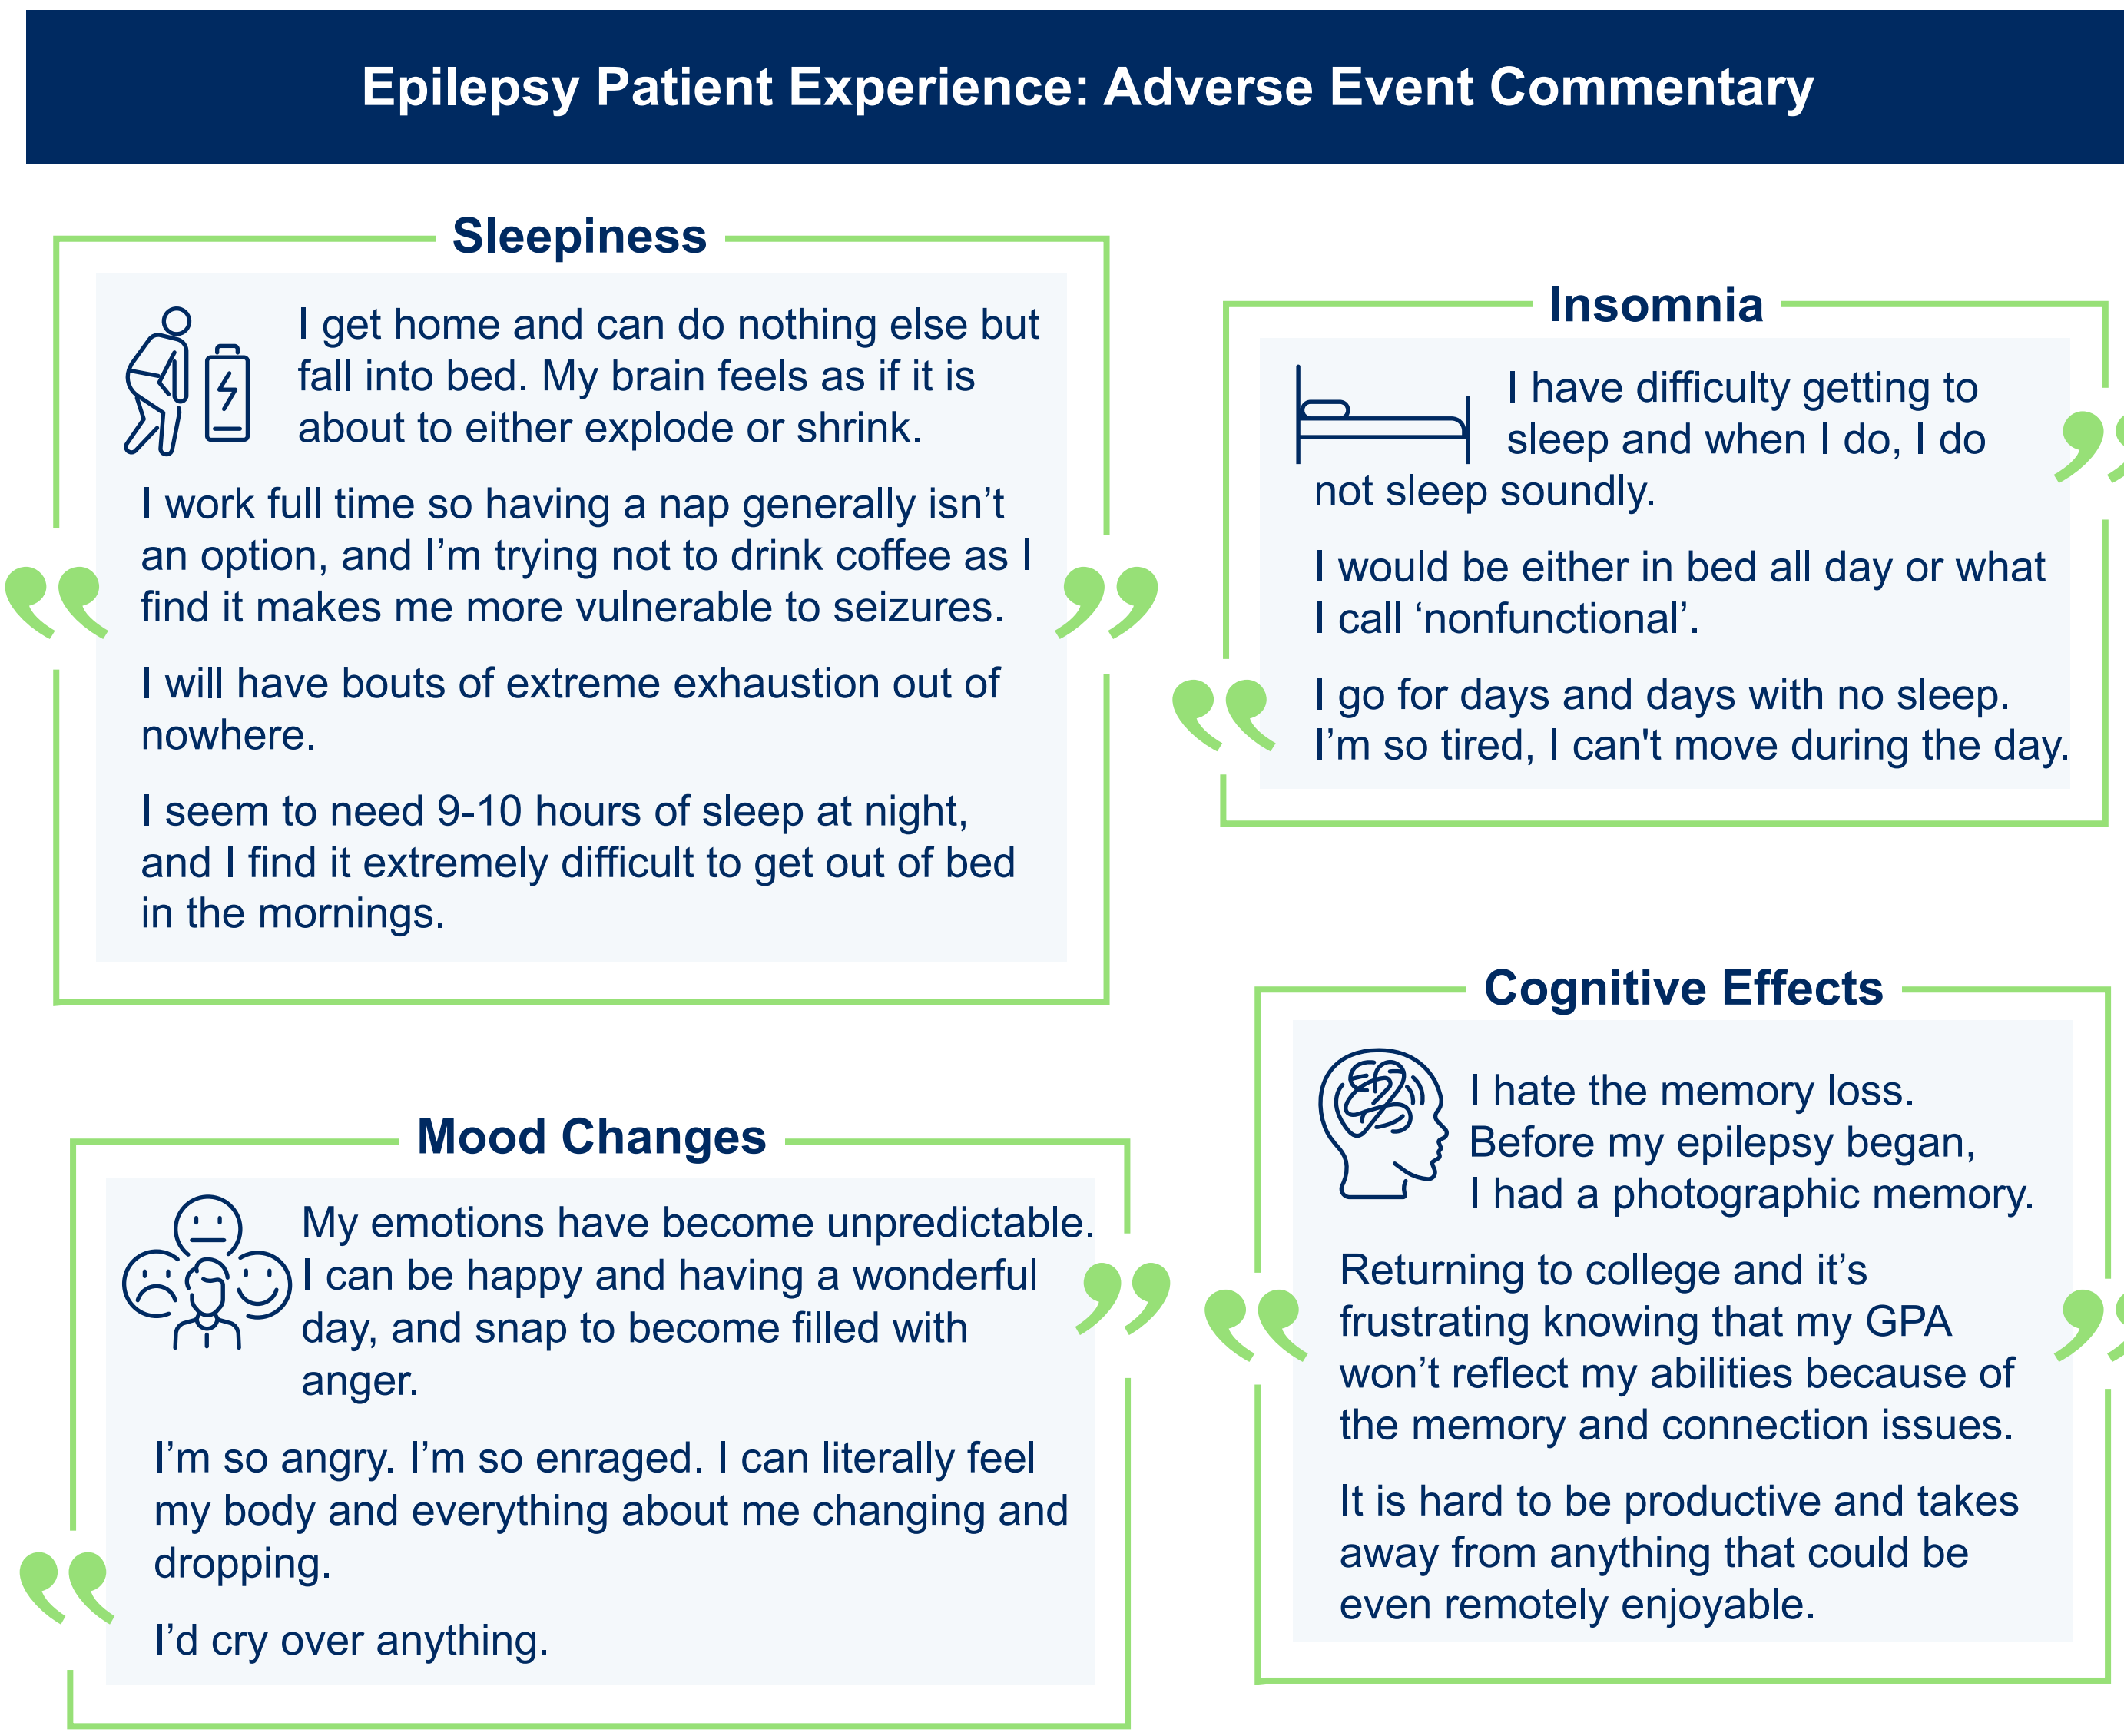 Epilepsy Patient Experience: Adverse Event Commentary
Sleepiness
I get home and can do nothing else but
fall into bed. My brain feels as if it is
about to either explode or shrink.
I work full time so having a nap generally isn’t
an option, and I’m trying not to drink coffee as I
find it makes me more vulnerable to seizures.
I will have bouts of extreme exhaustion out of
nowhere.
I seem to need 9-10 hours of sleep at night,
and I find it extremely difficult to get out of bed
in the mornings.
Insomnia
I have difficulty getting to
sleep and when I do, I do
not sleep soundly.
I would be either in bed all day or what
I call ‘nonfunctional’.
I go for days and days with no sleep.
I’m so tired, I can't move during the day.
Mood Changes
My emotions have become unpredictable.
I can be happy and having a wonderful
day, and snap to become filled with
anger.
I’m so angry. I’m so enraged. I can literally feel
my body and everything about me changing and
dropping.
I’d cry over anything.
Cognitive Effects
I hate the memory loss.
Before my epilepsy began,
I had a photographic memory.
Returning to college and it’s
frustrating knowing that my GPA
won’t reflect my abilities because of
the memory and connection issues.
It is hard to be productive and takes
away from anything that could be
even remotely enjoyable.